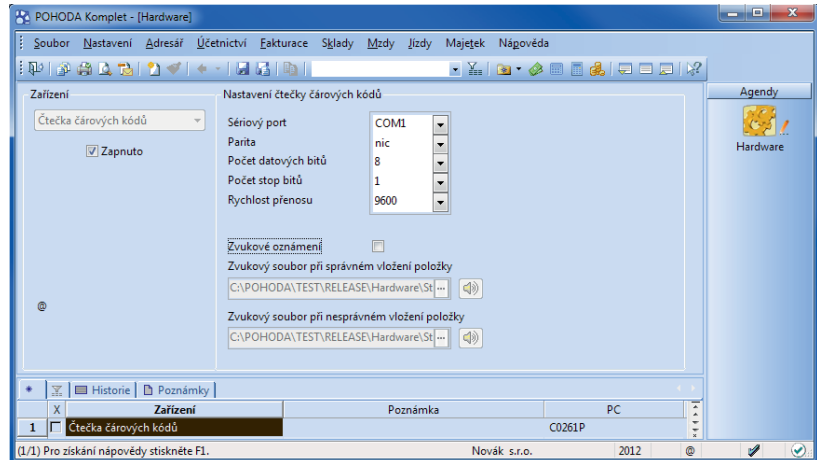 POHODA Komplet - [Hardware]
Soubor Nastavení Adresář Účetnictví Fakturace Sklady Mzdy Jízdy Majetek Nápověda
Zařízení
Čtečka čárových kódů
Zapnuto
@
Nastavení čtečky čárových kódů
Sériový port COM1
Parita nic
Počet datových bitů 8
Počet stop bitů 1
Rychlost přenosu 9600
Zvukové oznámení
Zvukový soubor při správném vložení položky
C:\POHODA\TEST\RELEASE\Hardware\St ...
Zvukový soubor při nesprávném vložení položky
C:\POHODA\TEST\RELEASE\Hardware\St ...
Agendy
Hardware
* Historie Poznámky
X Zařízení Poznámka PC
1 Čtečka čárových kódů C0261P
(1/1) Pro získání nápovědy stiskněte F1. Novák s.r.o. 2012 @